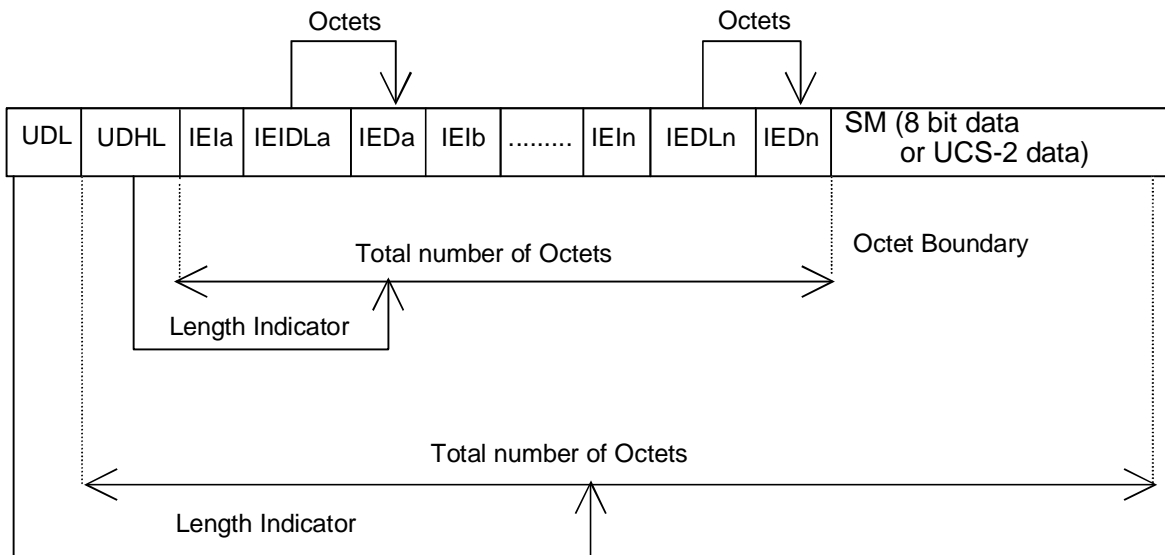 Octets Octets
UDL UDHL IEIa IEIDLa IEDa IEIb ......... IEIn IEDLn IEDn SM (8 bit data
or UCS-2 data)
Octet Boundary
Total number of Octets
Length Indicator
Total number of Octets
Length Indicator